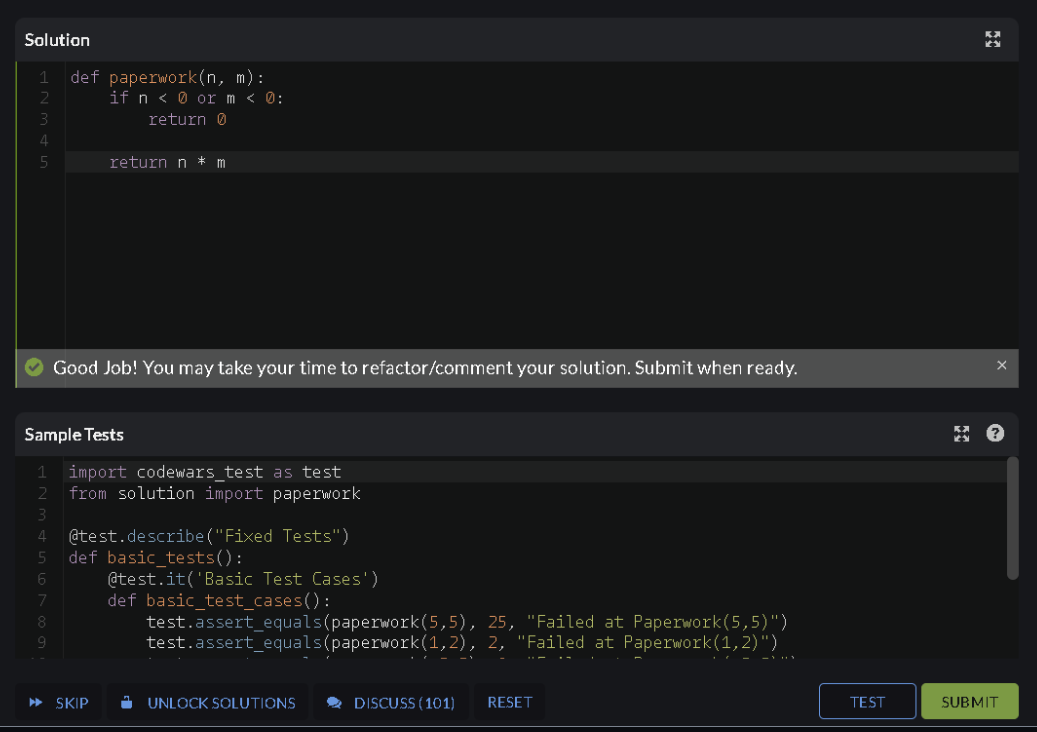 Solution
1 def paperwork(n, m):
2     if n < 0 or m < 0:
3         return 0
4
5     return n * m
Good Job! You may take your time to refactor/comment your solution. Submit when ready. ×
Sample Tests
1 import codewars_test as test
2 from solution import paperwork
3
4 @test.describe("Fixed Tests")
5 def basic_tests():
6     @test.it('Basic Test Cases')
7     def basic_test_cases():
8         test.assert_equals(paperwork(5,5), 25, "Failed at Paperwork(5,5)")
9         test.assert_equals(paperwork(1,2), 2, "Failed at Paperwork(1,2)")
SKIP UNLOCK SOLUTIONS DISCUSS (101) RESET TEST SUBMIT